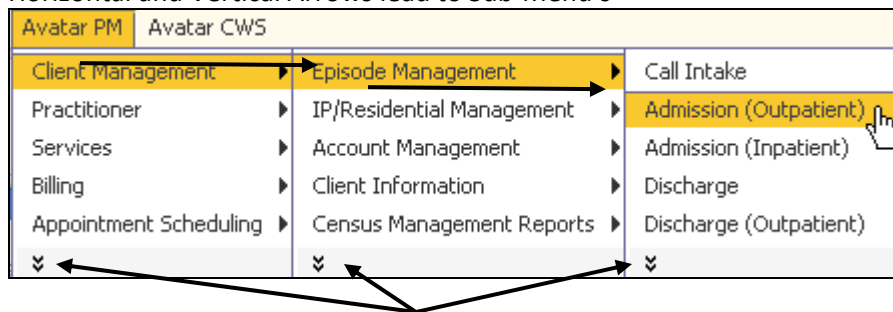 Avatar PM Avatar CWS
Client Management Episode Management Call Intake
Practitioner IP/Residential Management Admission (Outpatient)
Services Account Management Admission (Inpatient)
Billing Client Information Discharge
Appointment Scheduling Census Management Reports Discharge (Outpatient)